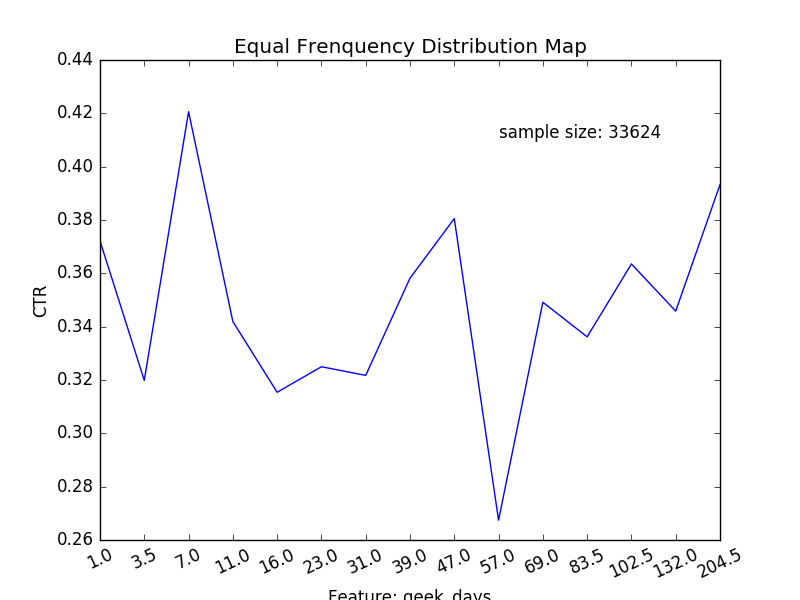 Equal Frenquency Distribution Map
0.44
0.42
0.40
0.38
0.36
0.34
0.32
0.30
0.28
0.26
CTR
sample size: 33624
1.0 3.5 7.0 11.0 16.0 23.0 31.0 39.0 47.0 57.0 69.0 83.5 102.5 132.0 204.5
Feature: geek_days